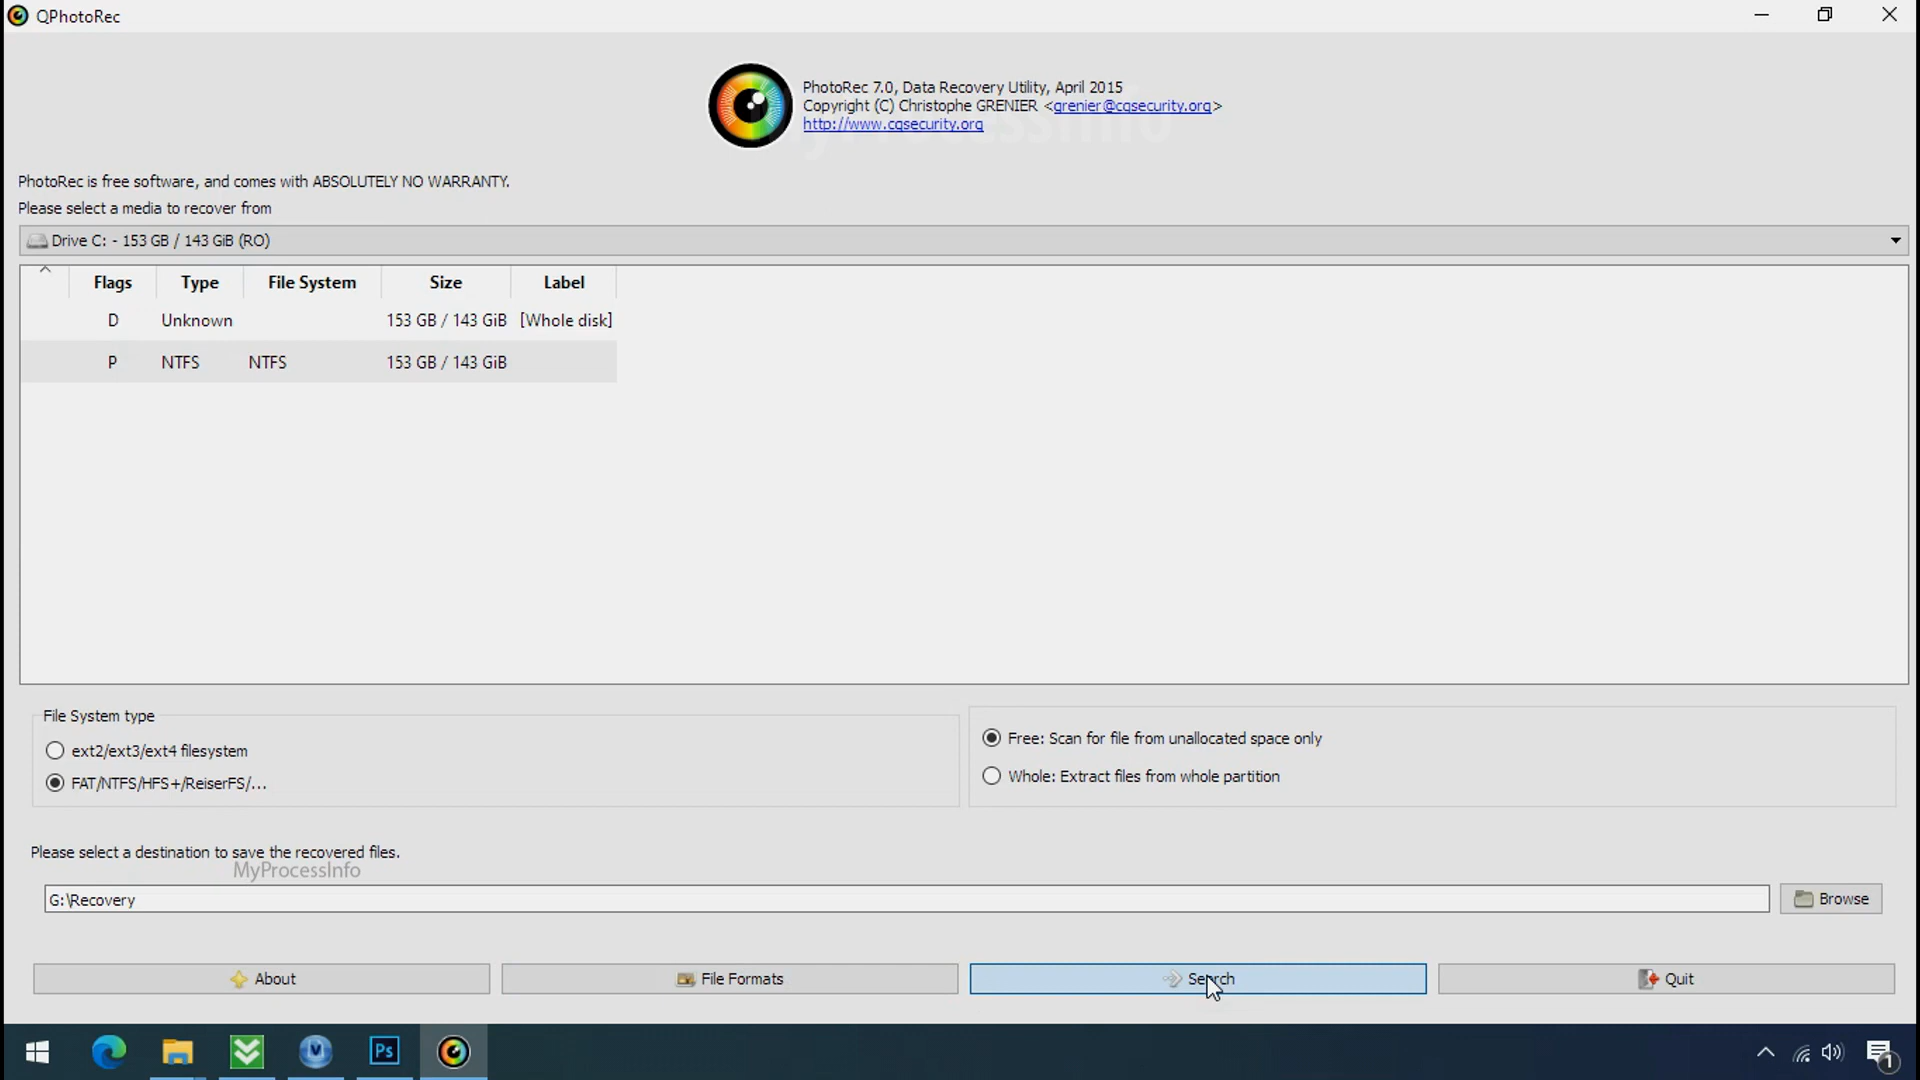 QPhotoRec
PhotoRec 7.0, Data Recovery Utility, April 2015
Copyright (C) Christophe GRENIER <grenier@cgsecurity.org>
http://www.cgsecurity.org
PhotoRec is free software, and comes with ABSOLUTELY NO WARRANTY.
Please select a media to recover from
Drive C: - 153 GB / 143 GiB (RO)
Flags Type File System Size Label
D Unknown 153 GB / 143 GiB [Whole disk]
P NTFS NTFS 153 GB / 143 GiB
File System type
ext2/ext3/ext4 filesystem
FAT/NTFS/HFS+/ReiserFS/...
Free: Scan for file from unallocated space only
Whole: Extract files from whole partition
Please select a destination to save the recovered files.
MyProcessInfo
G:\Recovery
Browse
About File Formats Search Quit
Ps
1